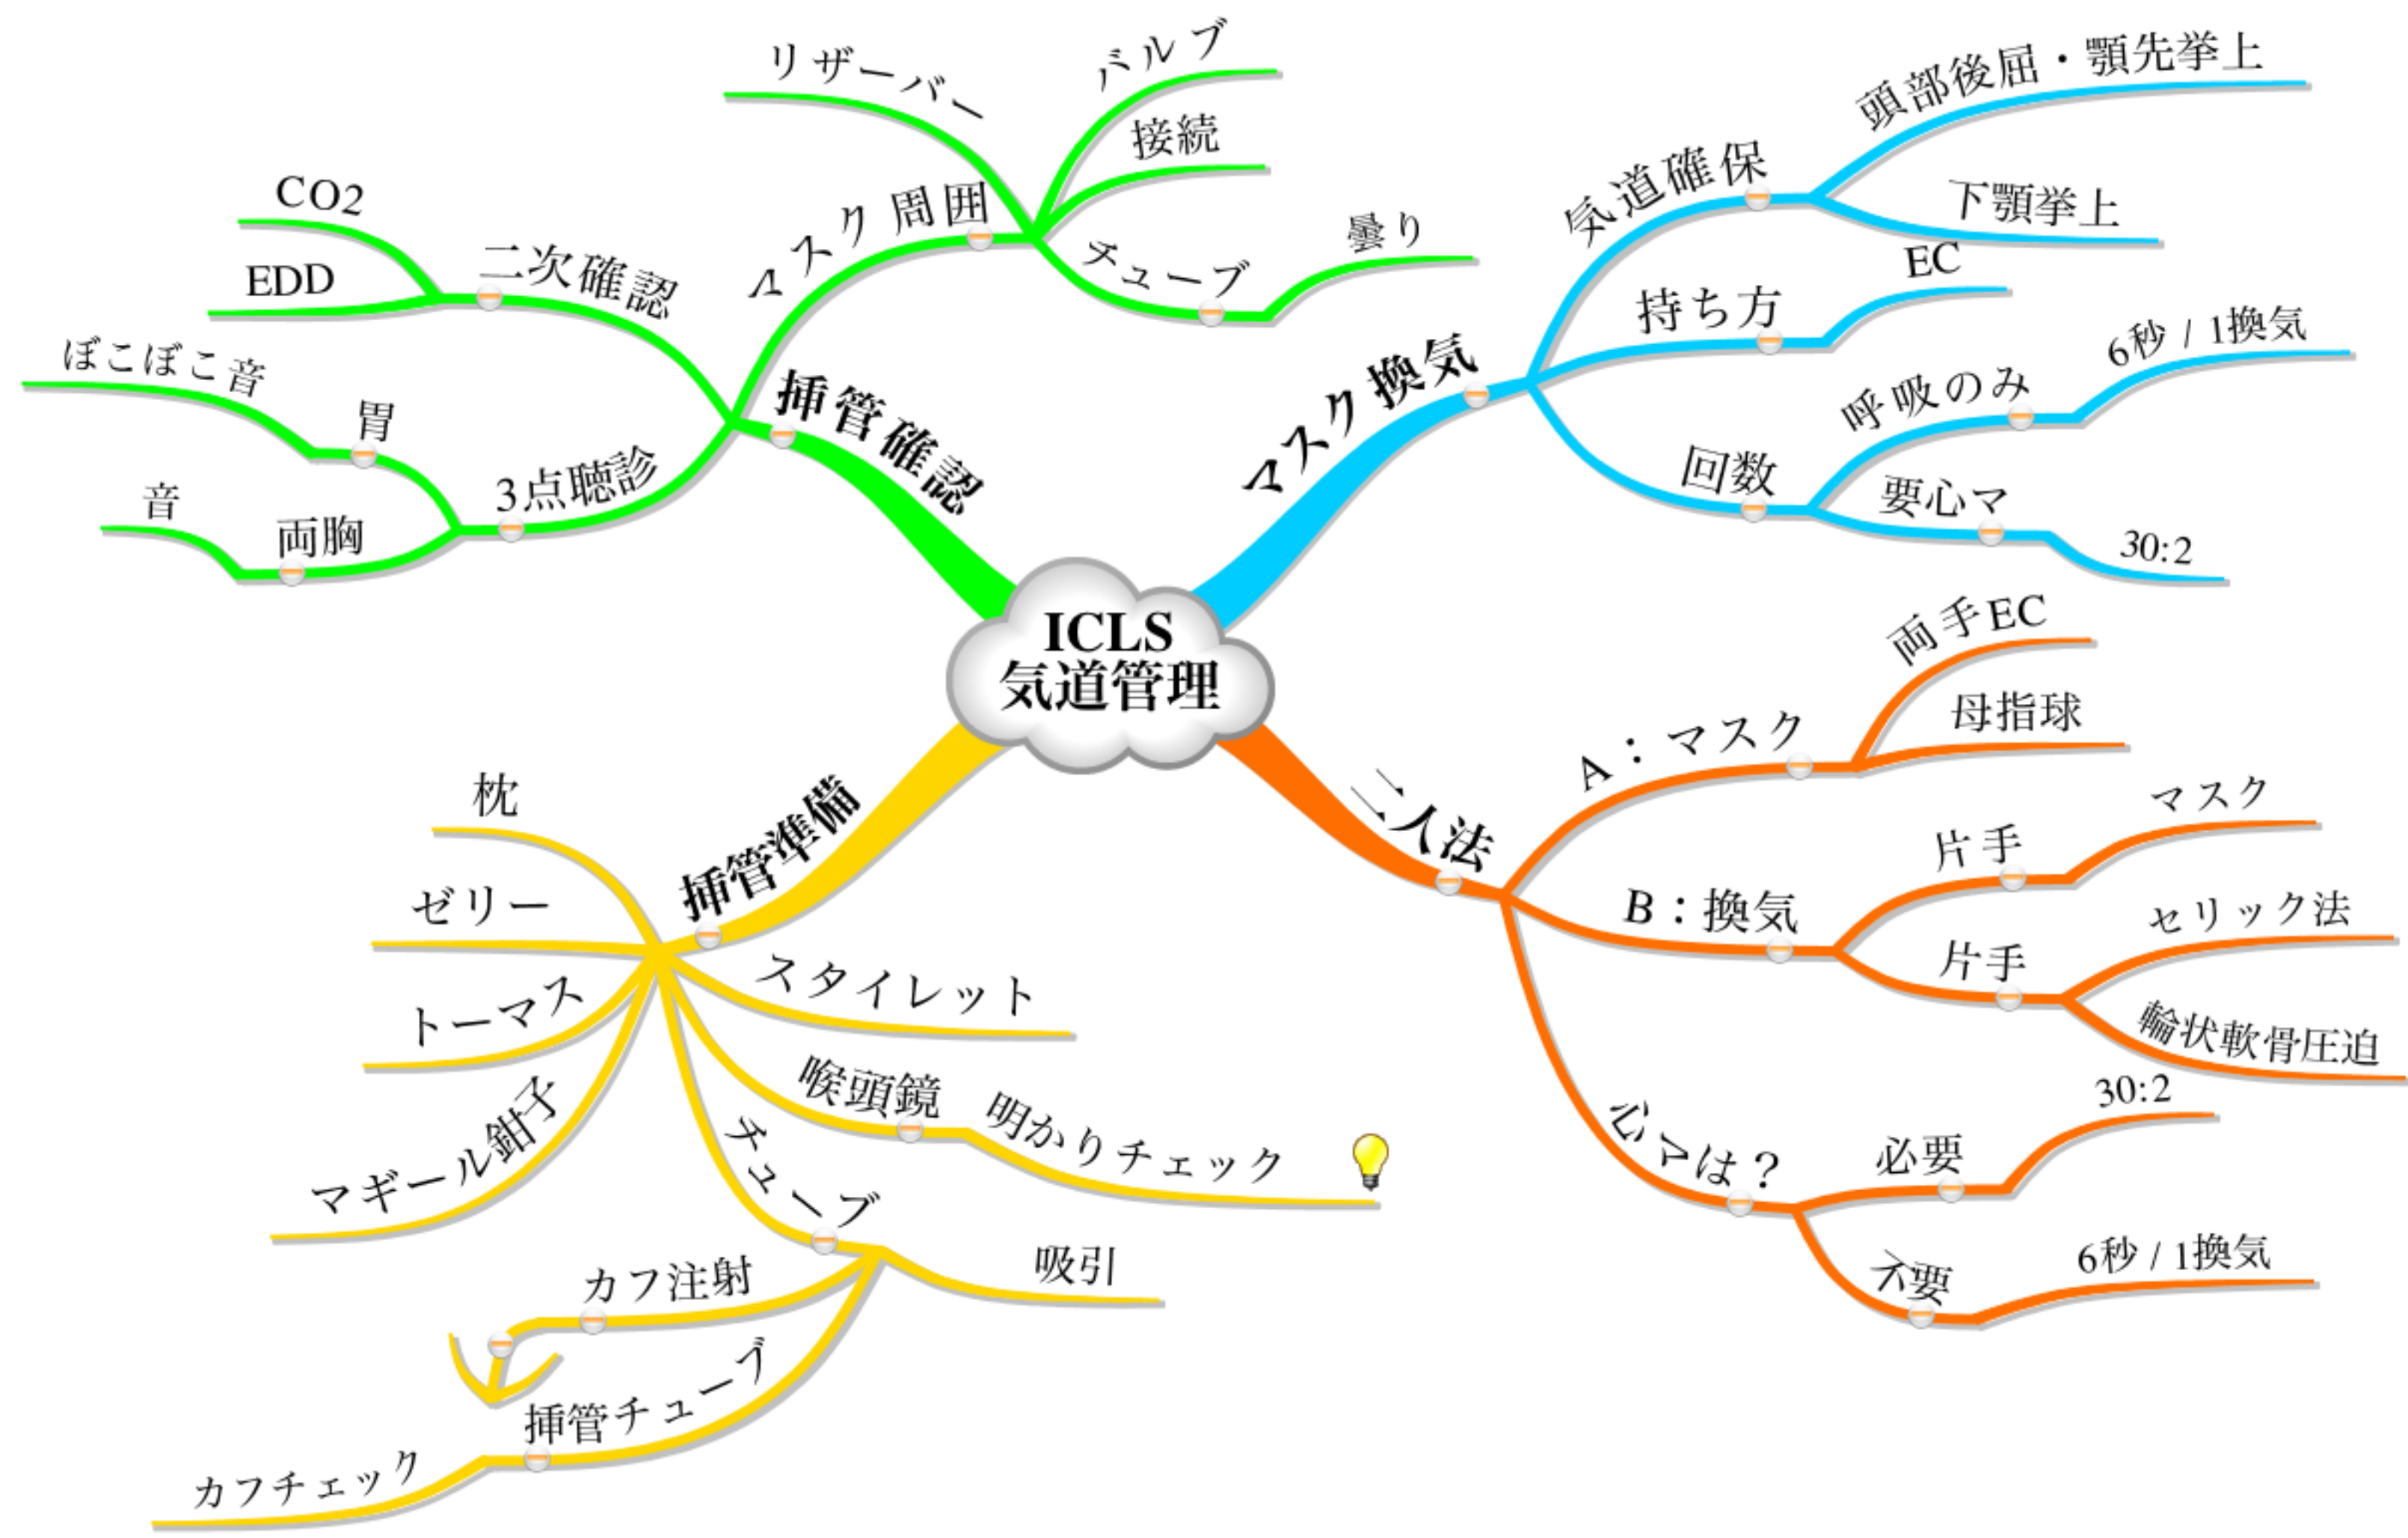 ICLS
気道管理
マスク換気
気道確保
頭部後屈・顎先挙上
下顎挙上
持ち方
EC
回数
呼吸のみ
6秒 / 1換気
要心マ
30:2
二人法
A：マスク
両手EC
母指球
B：換気
片手
マスク
片手
セリック法
輪状軟骨圧迫
心マは？
必要
30:2
不要
6秒 / 1換気
挿管準備
枕
ゼリー
トーマス
マギール鉗子
スタイレット
喉頭鏡
明かりチェック
チューブ
吸引
カフ注射
挿管チューブ
カフチェック
挿管確認
マスク周囲
リザーバー
バルブ
接続
チューブ
曇り
二次確認
CO2
EDD
3点聴診
胃
ぼこぼこ音
両胸
音